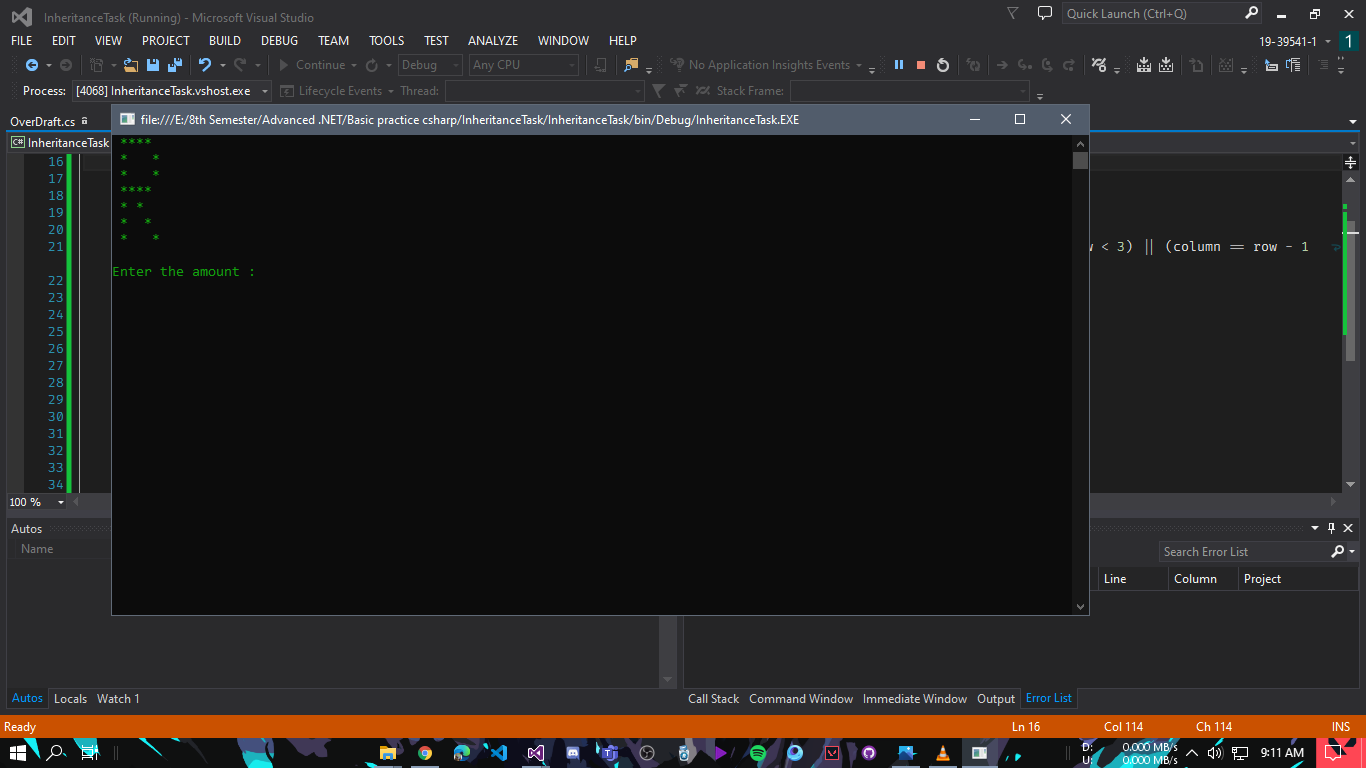 InheritanceTask (Running) - Microsoft Visual Studio
Quick Launch (Ctrl+Q)
FILE EDIT VIEW PROJECT BUILD DEBUG TEAM TOOLS TEST ANALYZE WINDOW HELP
19-39541-1 1
Continue Debug Any CPU No Application Insights Events
Process: [4068] InheritanceTask.vshost.exe Lifecycle Events Thread: Stack Frame:
OverDraft.cs
file:///E:/8th Semester/Advanced .NET/Basic practice csharp/InheritanceTask/InheritanceTask/bin/Debug/InheritanceTask.EXE
C# InheritanceTask
****
*   *
*   *
****
* *
*  *
*   *
Enter the amount :
16
17
18
19
20
21 < 3) || (column == row - 1
22
23
24
25
26
27
28
29
30
31
32
33
34
100 %
Autos
Name
Search Error List
Line Column Project
Autos Locals Watch 1
Call Stack Command Window Immediate Window Output Error List
Ready Ln 16 Col 114 Ch 114 INS
D: 0.000 MB/s
U: 0.000 MB/s
9:11 AM